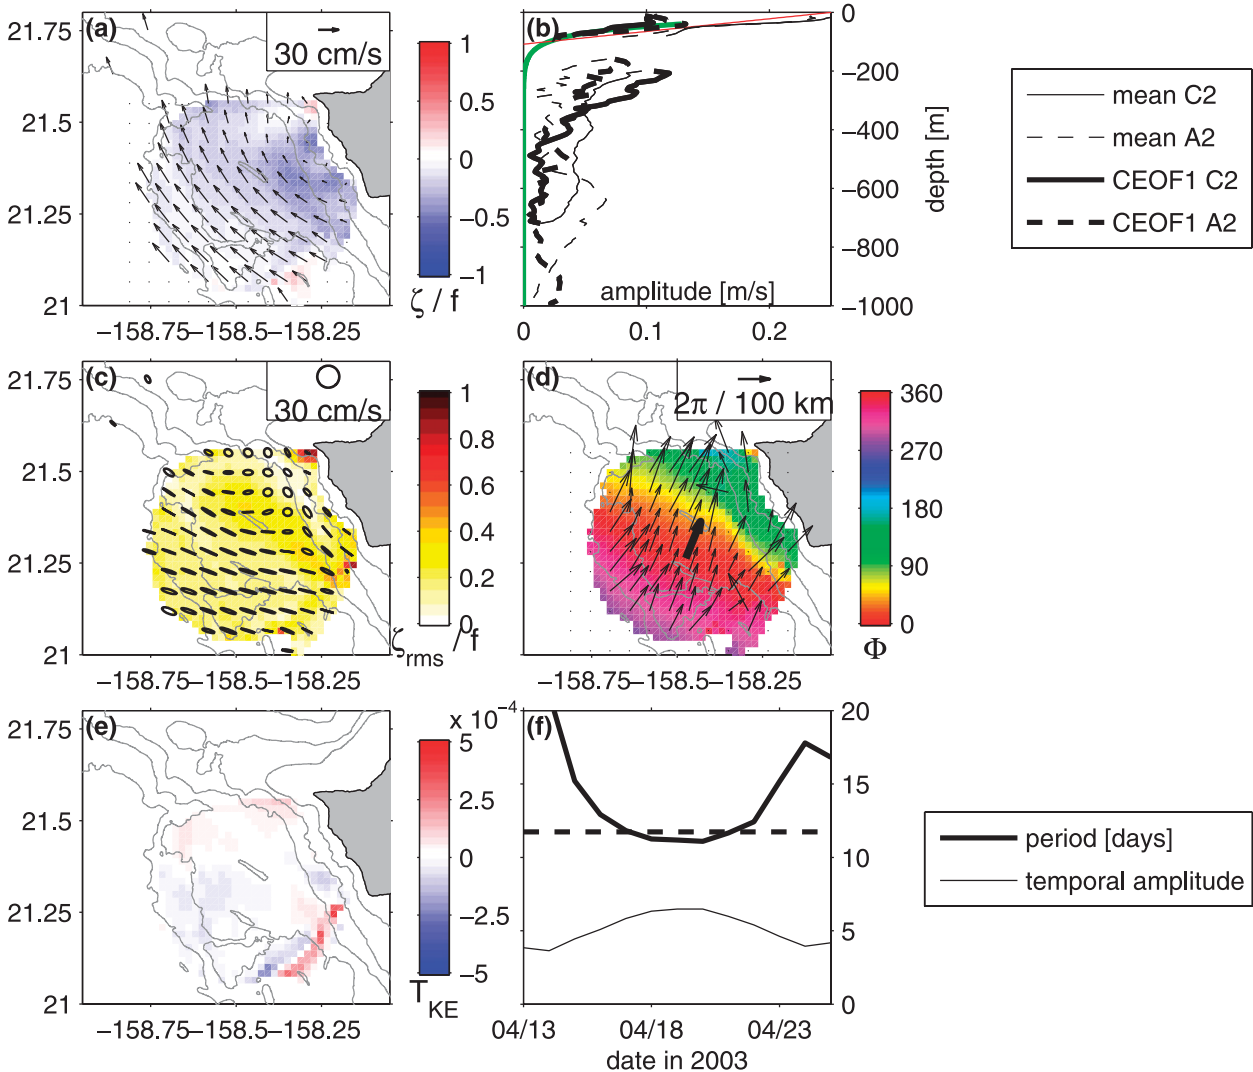 (a)
30 cm/s
21.75
21.5
21.25
21
−158.75 −158.5 −158.25
1
0.5
0
−0.5
−1
ζ / f
(b)
0
−200
−400
−600
−800
−1000
depth [m]
amplitude [m/s]
0 0.1 0.2
mean C2
mean A2
CEOF1 C2
CEOF1 A2
(c)
30 cm/s
21.75
21.5
21.25
21
−158.75 −158.5 −158.25
1
0.8
0.6
0.4
0.2
0
ζrms / f
(d)
2π / 100 km
−158.75 −158.5 −158.25
360
270
180
90
0
Φ
(e)
21.75
21.5
21.25
21
−158.75 −158.5 −158.25
x 10−4
5
2.5
0
−2.5
−5
TKE
(f)
20
15
10
5
0
04/13 04/18 04/23
date in 2003
period [days]
temporal amplitude